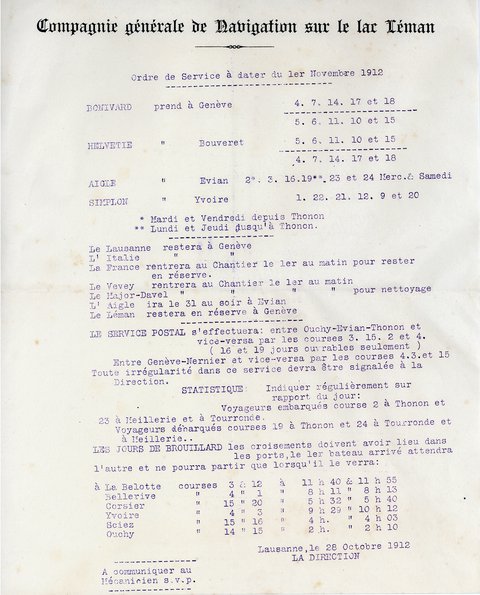 Compagnie générale de Navigation sur le lac Léman
Ordre de Service à dater du 1er Novembre 1912
BONIVARD prend à Genève 4. 7. 14. 17 et 18
5. 6. 11. 10 et 15
HELVETIE " Bouveret 5. 6. 11. 10 et 15
4. 7. 14. 17 et 18
AIGLE " Evian 2*. 3. 16.19**. 23 et 24 Merc.& Samedi
SIMPLON " Yvoire 1. 22. 21. 12. 9 et 20
* Mardi et Vendredi depuis Thonon
** Lundi et Jeudi jusqu'à Thonon.
Le Lausanne restera à Genève
L' Italie " "
La France rentrera au Chantier le 1er au matin pour rester
en réserve.
Le Vevey rentrera au Chantier le 1er au matin
Le Major-Davel " " " " " pour nettoyage
L' Aigle ira le 31 au soir à Evian
Le Léman restera en réserve à Genève
LE SERVICE POSTAL s'effectuera: entre Ouchy-Evian-Thonon et
vice-versa par les courses 3. 15. 2 et 4.
( 16 et 19 jours ouvrables seulement )
Entre Genève-Nernier et vice-versa par les courses 4.3.et 15
Toute irrégularité dans ce service devra être signalée à la
Direction.
STATISTIQUE Indiquer régulièrement sur
rapport du jour:
Voyageurs embarqués course 2 à Thonon et
23 à Meillerie et à Tourronde.
Voyageurs débarqués courses 19 à Thonon et 24 à Tourronde et
à Meillerie..
LES JOURS DE BROUILLARD les croisements doivent avoir lieu dans
les ports,le 1er bateau arrivé attendra
l'autre et ne pourra partir que lorsqu'il le verra:
à La Belotte courses 3 & 12 à 11 h 40 & 11 h 55
Bellerive " 4 " 1 " 8 h 11 " 8 h 13
Corsier " 15 " 20 " 5 h 32 " 5 h 40
Yvoire " 4 " 3 " 9 h 29 " 10 h 12
Sciez " 15 " 16 " 4 h. " 4 h 03
Ouchy " 14 " 15 " 2 h. " 2 h 10
Lausanne, le 28 Octobre 1912
LA DIRECTION
A communiquer au
Mécanicien s.v.p.